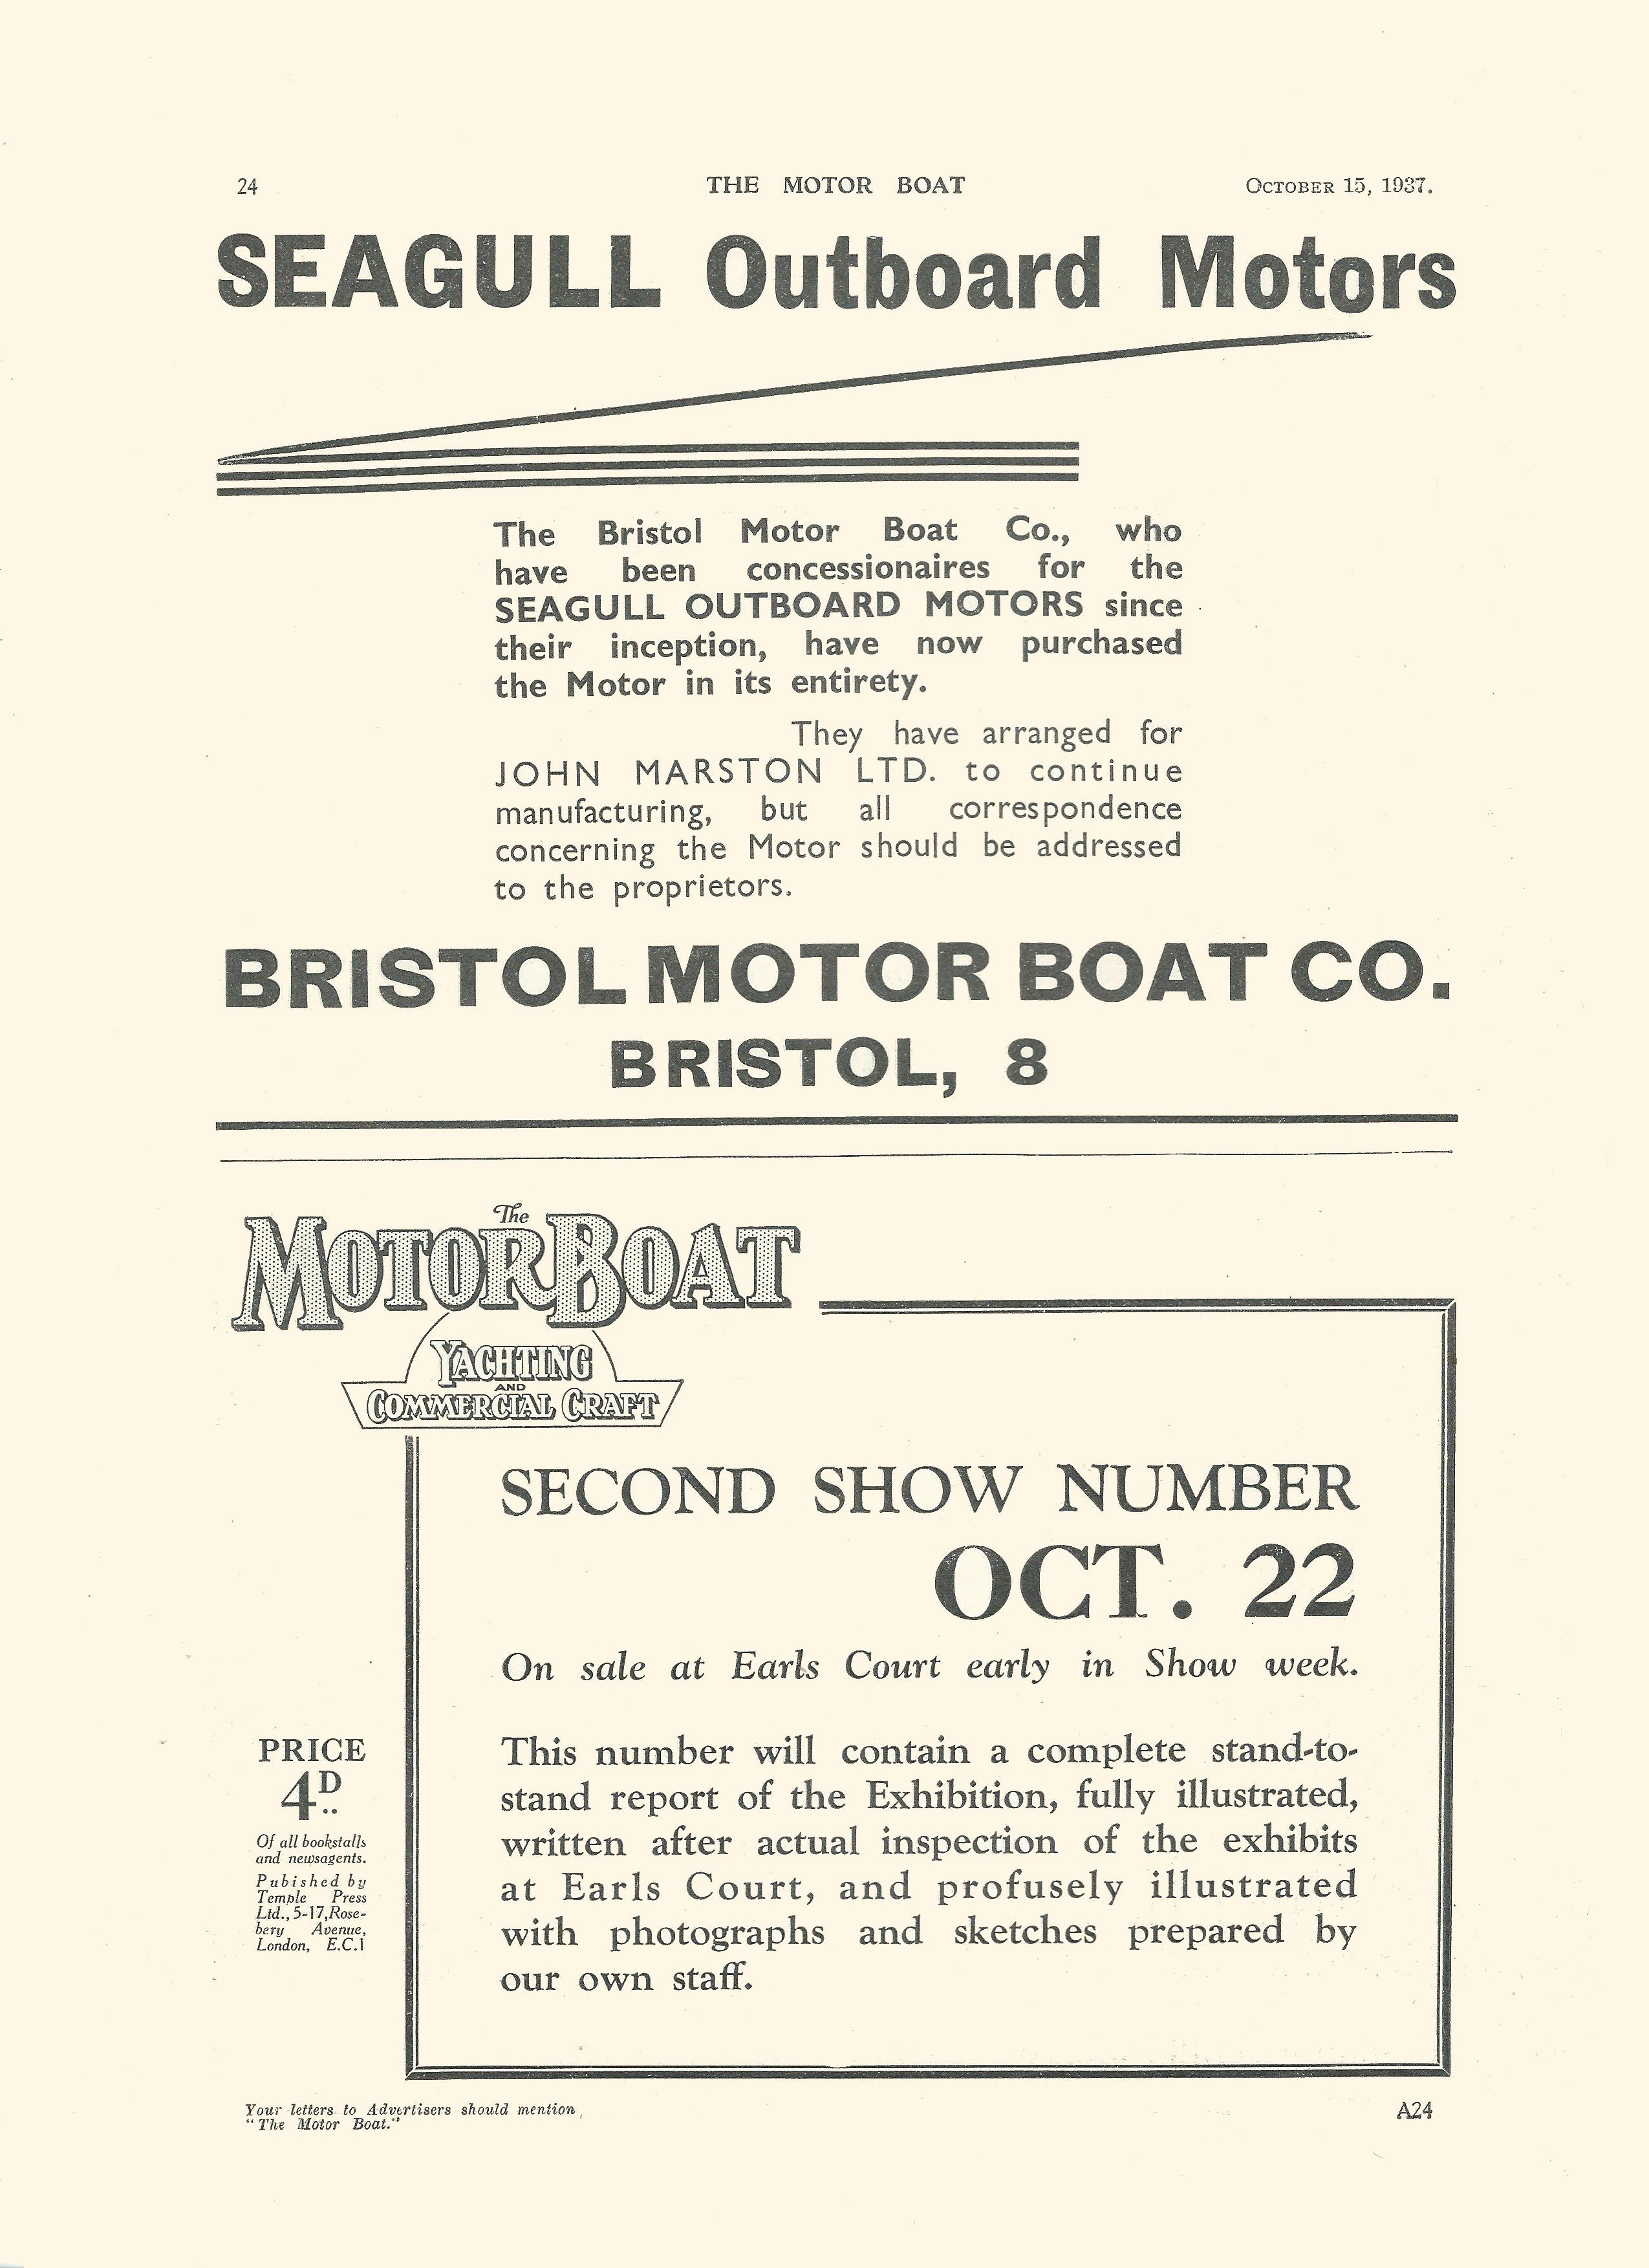 24 THE MOTOR BOAT October 15, 1937.
SEAGULL Outboard Motors
The Bristol Motor Boat Co., who
have been concessionaires for the
SEAGULL OUTBOARD MOTORS since
their inception, have now purchased
the Motor in its entirety.
They have arranged for
JOHN MARSTON LTD. to continue
manufacturing, but all correspondence
concerning the Motor should be addressed
to the proprietors.
BRISTOL MOTOR BOAT CO.
BRISTOL, 8
The
MOTOR BOAT
YACHTING
AND
COMMERCIAL CRAFT
SECOND SHOW NUMBER
OCT. 22
On sale at Earls Court early in Show week.
This number will contain a complete stand-to-
stand report of the Exhibition, fully illustrated,
written after actual inspection of the exhibits
at Earls Court, and profusely illustrated
with photographs and sketches prepared by
our own staff.
PRICE
4D.
Of all bookstalls
and newsagents.
Pubished by
Temple Press
Ltd., 5-17, Rose-
bery Avenue,
London, E.C.1
Your letters to Advertisers should mention
"The Motor Boat."
A24